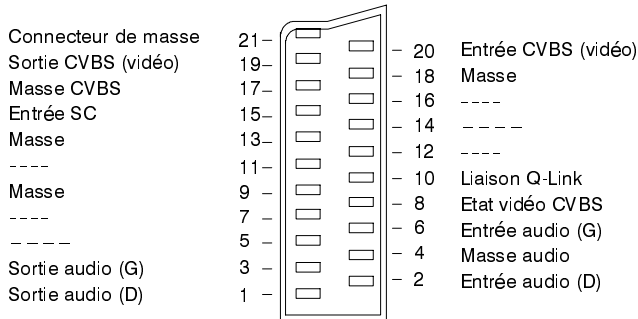 Connecteur de masse 21–
Sortie CVBS (vidéo) 19–
Masse CVBS 17–
Entrée SC 15–
Masse 13–
---- 11–
Masse 9 –
---- 7 –
–––– 5 –
Sortie audio (G) 3 –
Sortie audio (D) 1 –
– 20 Entrée CVBS (vidéo)
– 18 Masse
– 16 ----
– 14 ––––
– 12 ----
– 10 Liaison Q-Link
– 8 Etat vidéo CVBS
– 6 Entrée audio (G)
– 4 Masse audio
– 2 Entrée audio (D)